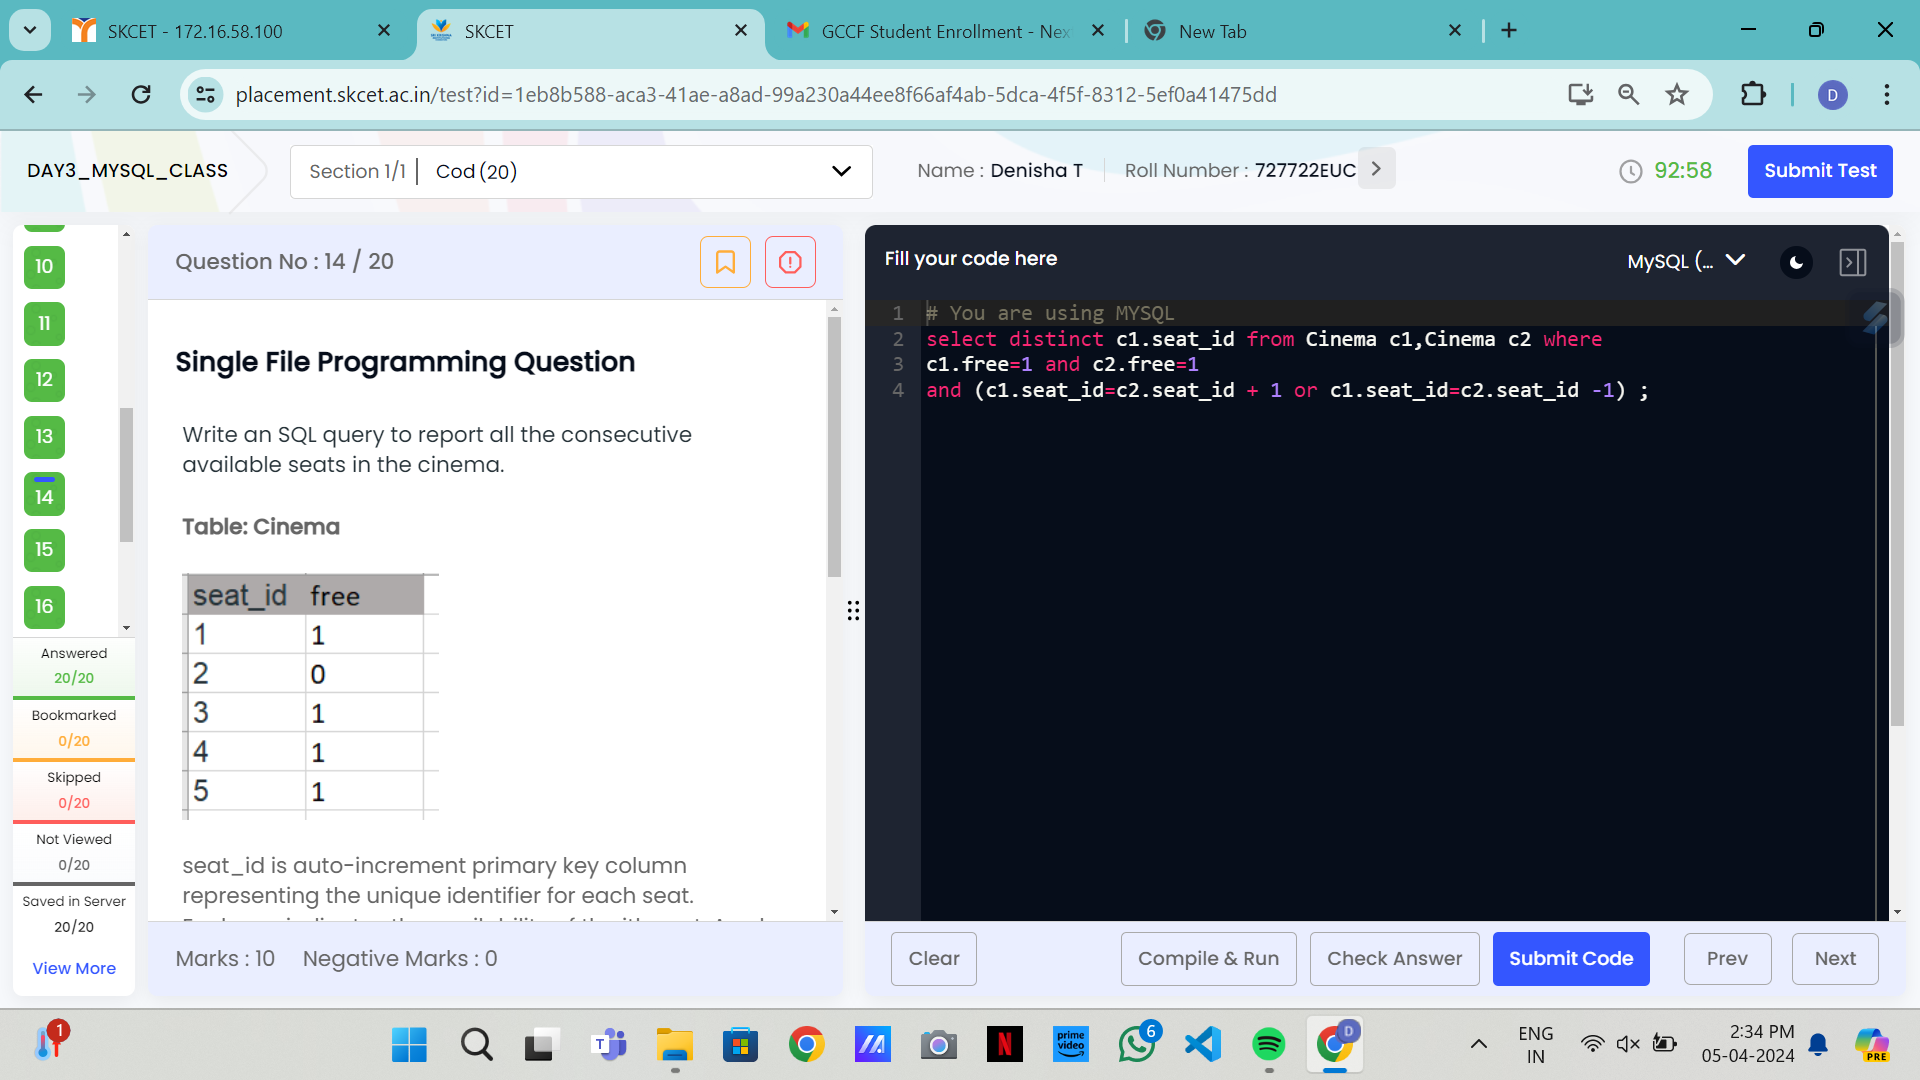 SKCET - 172.16.58.100
SKCET
GCCF Student Enrollment - Nex
New Tab
placement.skcet.ac.in/test?id=1eb8b588-aca3-41ae-a8ad-99a230a44ee8f66af4ab-5dca-4f5f-8312-5ef0a41475dd
D
DAY3_MYSQL_CLASS
Section 1/1 | Cod (20)
Name : Denisha T
Roll Number : 727722EUC
92:58
Submit Test
10
11
12
13
14
15
16
Answered
20/20
Bookmarked
0/20
Skipped
0/20
Not Viewed
0/20
Saved in Server
20/20
View More
Question No : 14 / 20
Single File Programming Question
Write an SQL query to report all the consecutive
available seats in the cinema.
Table: Cinema
seat_id free
1 1
2 0
3 1
4 1
5 1
seat_id is auto-increment primary key column
representing the unique identifier for each seat.
Marks : 10 Negative Marks : 0
Fill your code here
MySQL (...
1 # You are using MYSQL
2 select distinct c1.seat_id from Cinema c1,Cinema c2 where
3 c1.free=1 and c2.free=1
4 and (c1.seat_id=c2.seat_id + 1 or c1.seat_id=c2.seat_id -1) ;
Clear
Compile & Run
Check Answer
Submit Code
Prev
Next
1
T
prime
video
6
D
ENG
IN
2:34 PM
05-04-2024
PRE